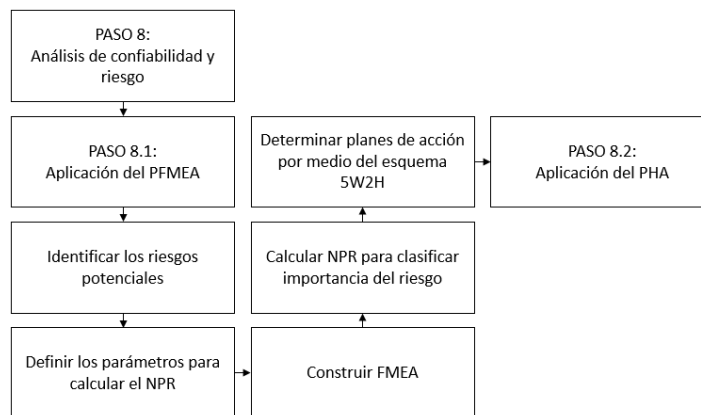 PASO 8:
Análisis de confiabilidad y
riesgo
PASO 8.1:
Aplicación del PFMEA
Identificar los riesgos
potenciales
Definir los parámetros para
calcular el NPR
Construir FMEA
Calcular NPR para clasificar
importancia del riesgo
Determinar planes de acción
por medio del esquema
5W2H
PASO 8.2:
Aplicación del PHA